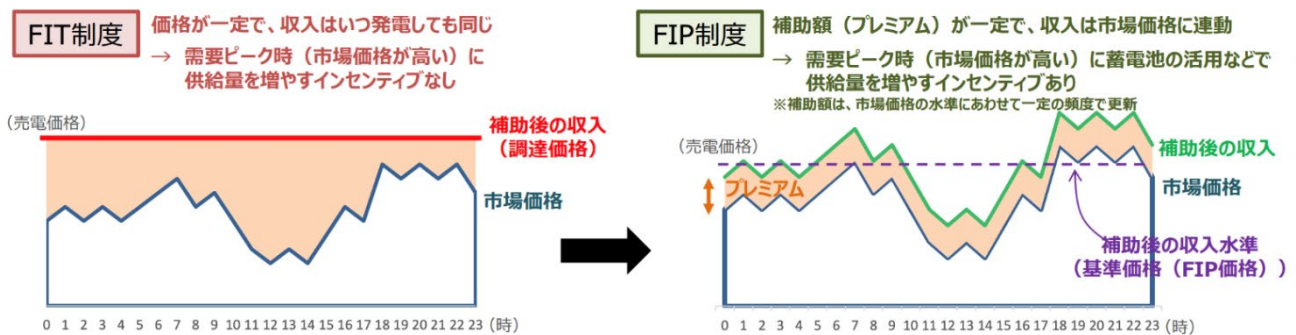 FIT制度
価格が一定で、収入はいつ発電しても同じ
→ 需要ピーク時(市場価格が高い)に
供給量を増やすインセンティブなし
(売電価格)
補助後の収入
(調達価格)
市場価格
0 1 2 3 4 5 6 7 8 9 10 11 12 13 14 15 16 17 18 19 20 21 22 23 (時)
FIP制度
補助額(プレミアム)が一定で、収入は市場価格に連動
→ 需要ピーク時(市場価格が高い)に蓄電池の活用などで
供給量を増やすインセンティブあり
※補助額は、市場価格の水準にあわせて一定の頻度で更新
(売電価格)
補助後の収入
プレミアム
市場価格
補助後の収入水準
(基準価格(FIP価格))
0 1 2 3 4 5 6 7 8 9 10 11 12 13 14 15 16 17 18 19 20 21 22 23 (時)